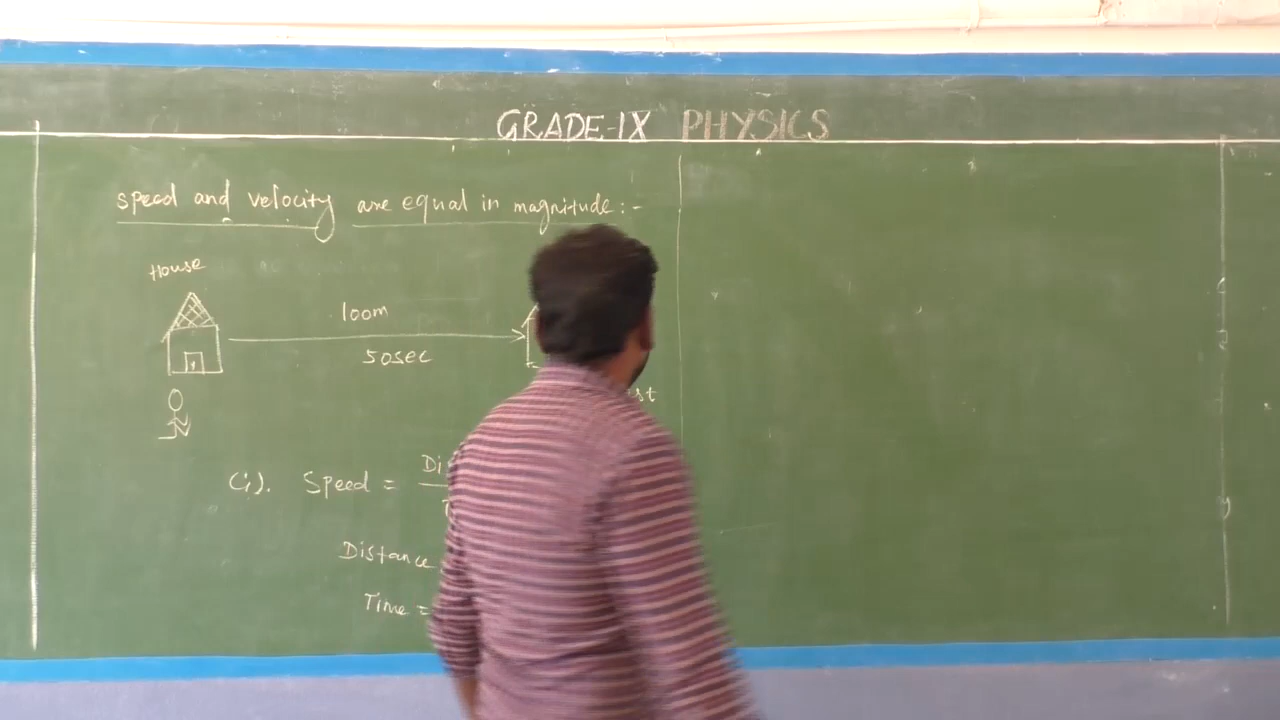 GRADE-IX PHYSICS
speed and velocity are equal in magnitude:-
House
100m
50sec
(i). Speed =
Distance
Time =